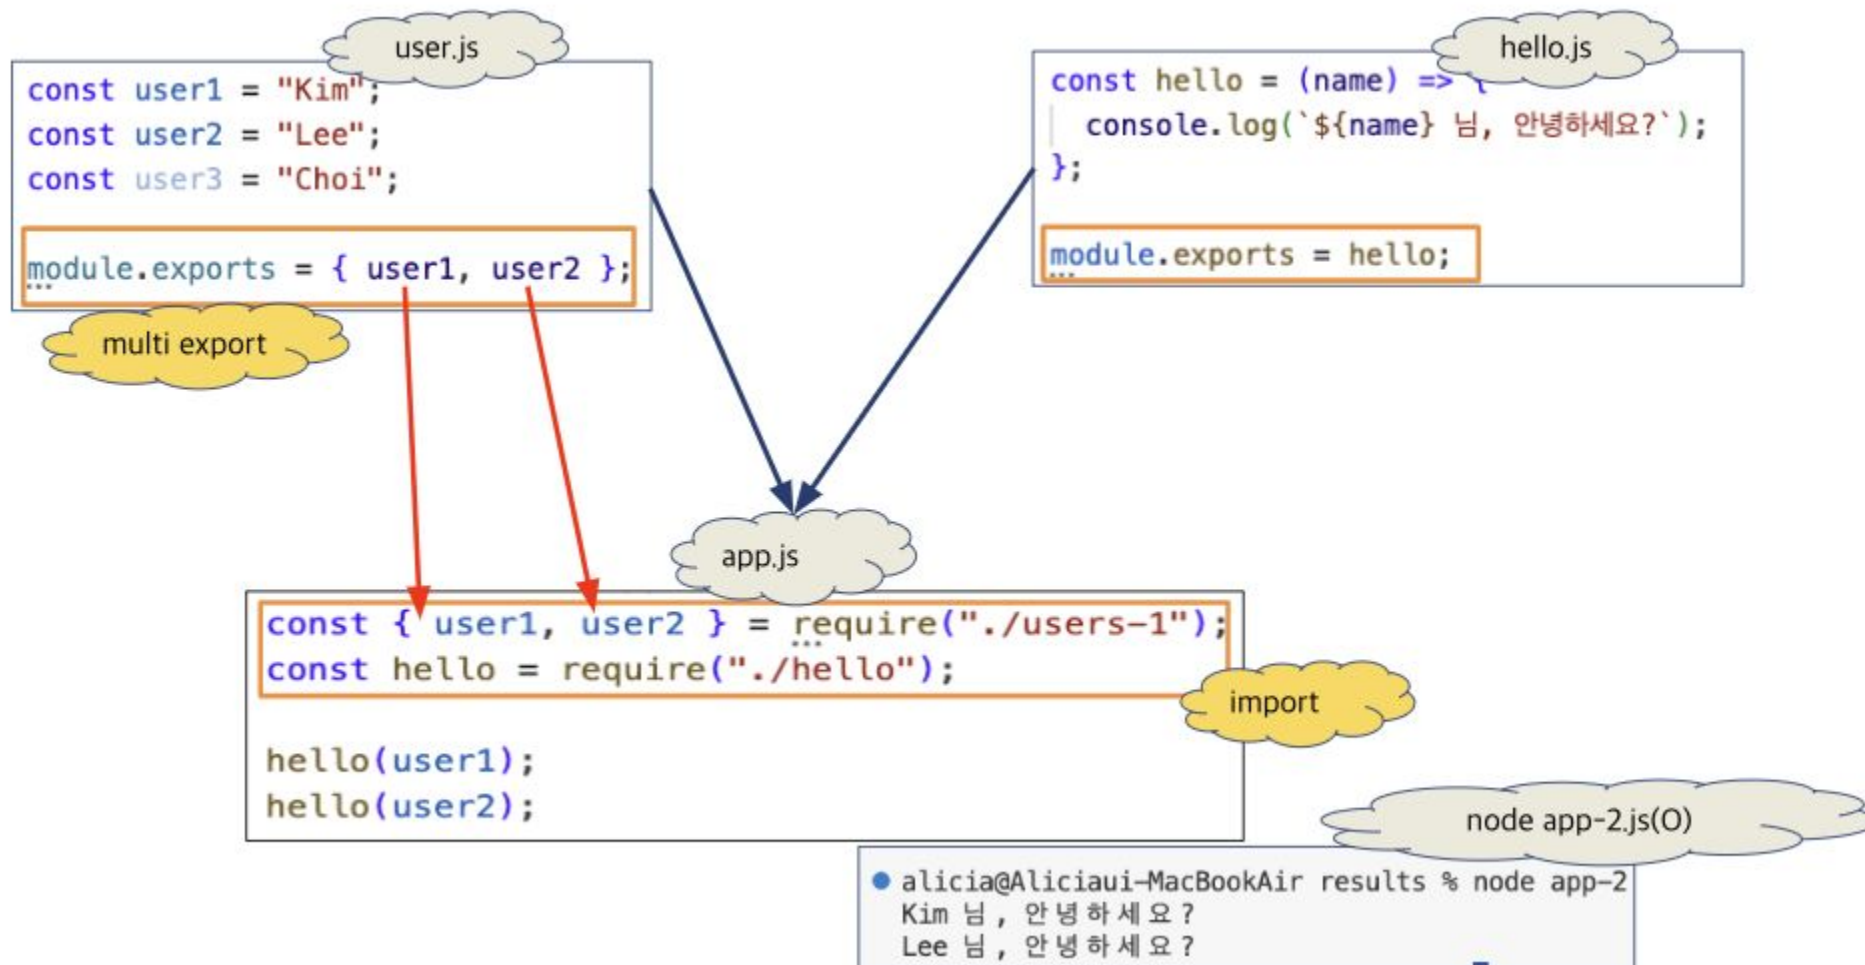 user.js
const user1 = "Kim";
const user2 = "Lee";
const user3 = "Choi";
module.exports = { user1, user2 };
multi export
hello.js
const hello = (name) => {
console.log(`${name} 님, 안녕하세요?`);
};
module.exports = hello;
app.js
const { user1, user2 } = require("./users-1");
const hello = require("./hello");
import
hello(user1);
hello(user2);
node app-2.js(O)
alicia@Aliciaui-MacBookAir results % node app-2
Kim 님, 안녕하세요?
Lee 님, 안녕하세요?